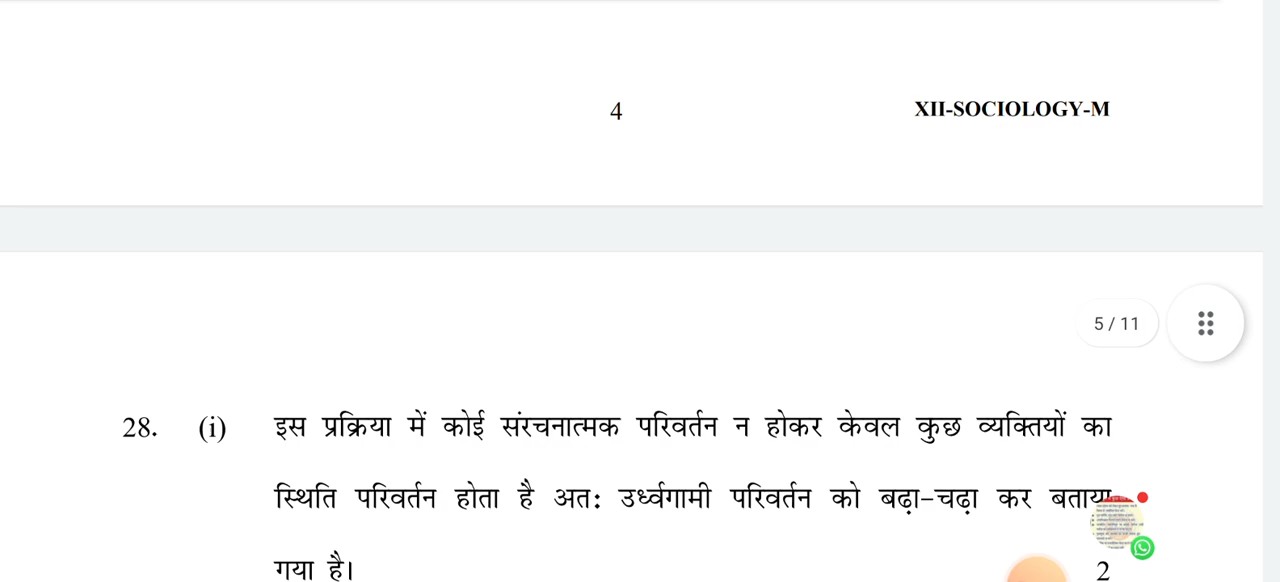 4
XII-SOCIOLOGY-M
5 / 11
28. (i) इस प्रक्रिया में कोई संरचनात्मक परिवर्तन न होकर केवल कुछ व्यक्तियों का
स्थिति परिवर्तन होता है अतः उर्ध्वगामी परिवर्तन को बढ़ा-चढ़ा कर बताया
गया है। 2